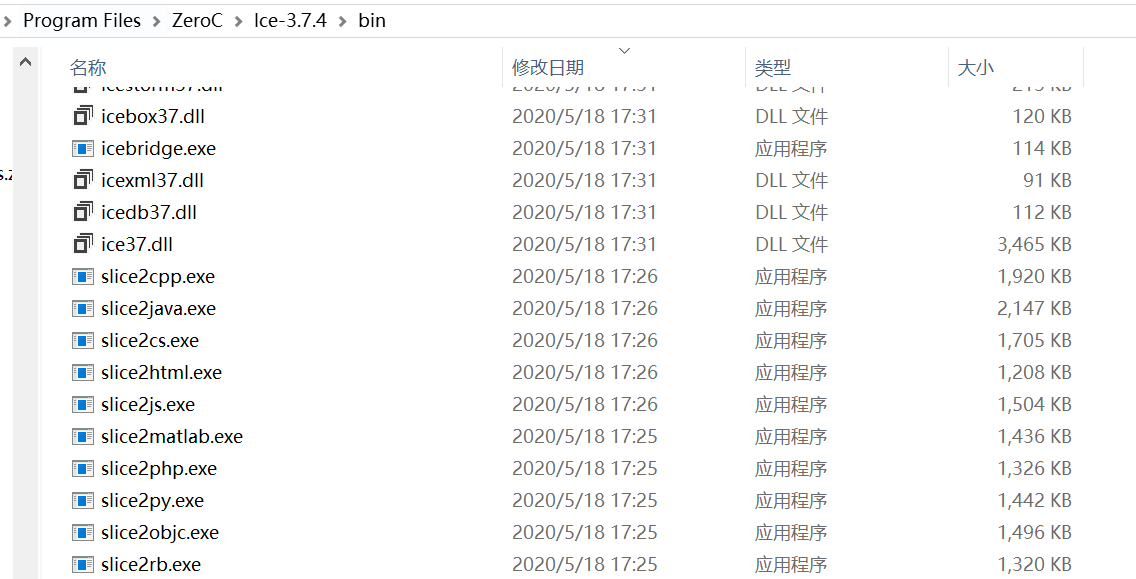 Program Files > ZeroC > Ice-3.7.4 > bin
名称 修改日期 类型 大小
icebox37.dll 2020/5/18 17:31 DLL 文件 120 KB
icebridge.exe 2020/5/18 17:31 应用程序 114 KB
icexml37.dll 2020/5/18 17:31 DLL 文件 91 KB
icedb37.dll 2020/5/18 17:31 DLL 文件 112 KB
ice37.dll 2020/5/18 17:31 DLL 文件 3,465 KB
slice2cpp.exe 2020/5/18 17:26 应用程序 1,920 KB
slice2java.exe 2020/5/18 17:26 应用程序 2,147 KB
slice2cs.exe 2020/5/18 17:26 应用程序 1,705 KB
slice2html.exe 2020/5/18 17:26 应用程序 1,208 KB
slice2js.exe 2020/5/18 17:26 应用程序 1,504 KB
slice2matlab.exe 2020/5/18 17:25 应用程序 1,436 KB
slice2php.exe 2020/5/18 17:25 应用程序 1,326 KB
slice2py.exe 2020/5/18 17:25 应用程序 1,442 KB
slice2objc.exe 2020/5/18 17:25 应用程序 1,496 KB
slice2rb.exe 2020/5/18 17:25 应用程序 1,320 KB